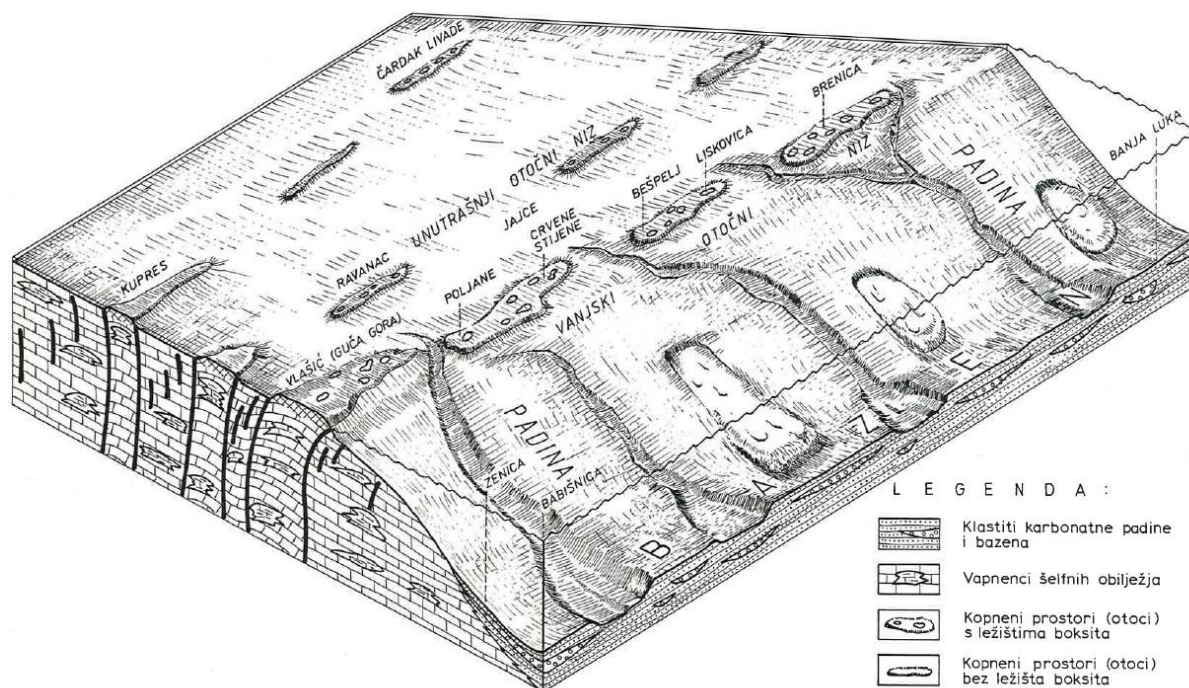 ČARDAK LIVADE
BRENICA
BANJA LUKA
UNUTRAŠNJI OTOČNI NIZ
BEŠPELJ LISKOVICA
NIZ
PADINA
KUPRES
RAVANAC
JAJCE
CRVENE
STIJENE
POLJANE
OTOČNI
VANJSKI
VLAŠIĆ (GUČA GORA)
PADINA
ZENICA
BABIŠNICA
B A Z E N
L E G E N D A :
Klastiti karbonatne padine
i bazena
Vapnenci šelfnih obilježja
Kopneni prostori (otoci)
s ležištima boksita
Kopneni prostori (otoci)
bez ležišta boksita